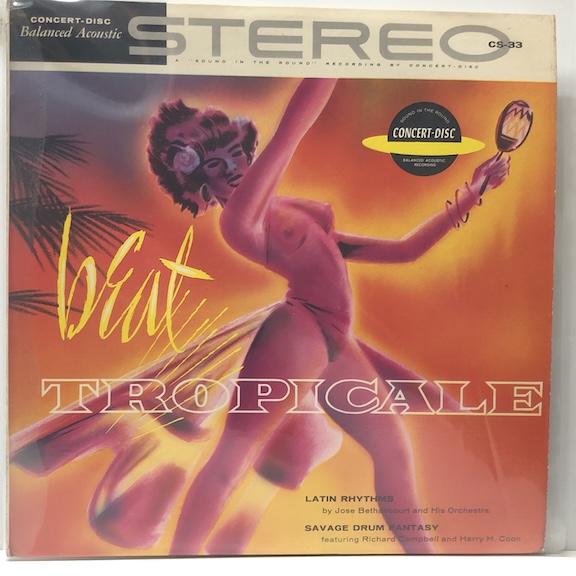 CONCERT-DISC
Balanced Acoustic
STEREO
CS-33
A "SOUND IN THE ROUND" RECORDING BY CONCERT-DISC
SOUND IN THE ROUND
CONCERT-DISC
BALANCED ACOUSTIC
RECORDING
beat
TROPICALE
LATIN RHYTHMS
by Jose Bethancourt and His Orchestra
SAVAGE DRUM FANTASY
featuring Richard Campbell and Harry M. Coon